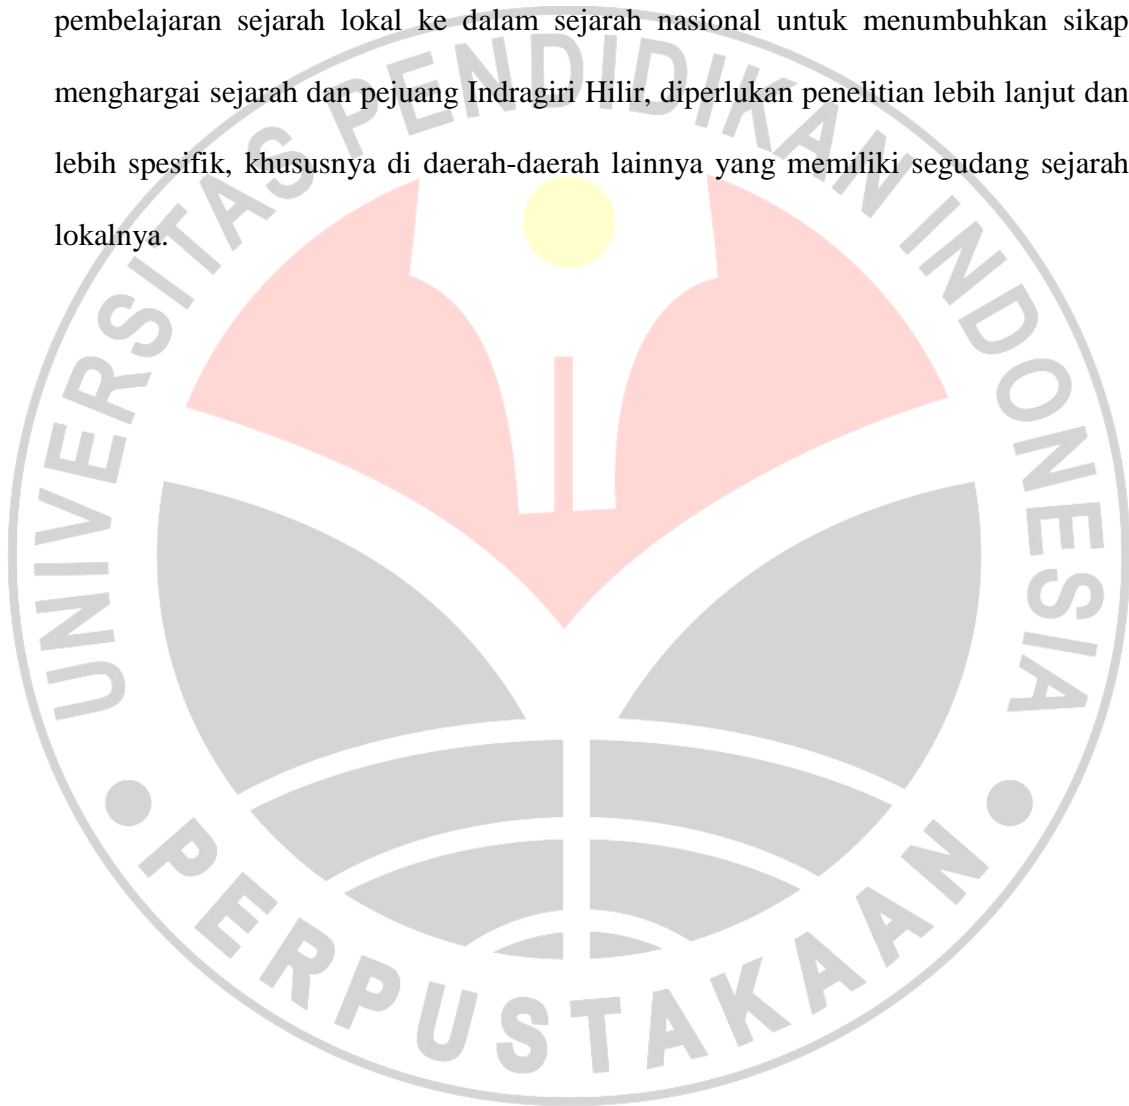 pembelajaran sejarah lokal ke dalam sejarah nasional untuk menumbuhkan sikap
menghargai sejarah dan pejuang Indragiri Hilir, diperlukan penelitian lebih lanjut dan
lebih spesifik, khususnya di daerah-daerah lainnya yang memiliki segudang sejarah
lokalnya.
UNIVERSITAS PENDIDIKAN INDONESIA
PERPUSTAKAAN